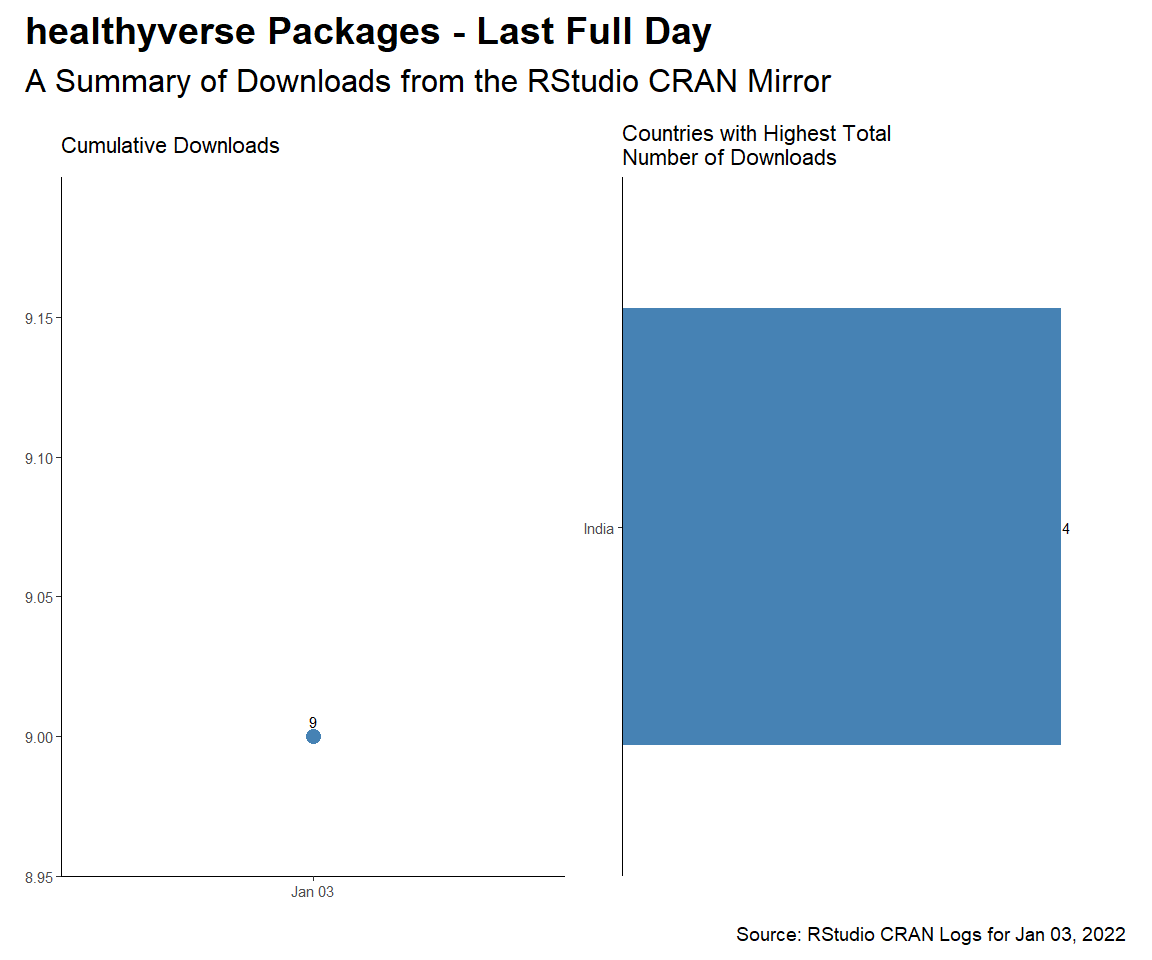 healthyverse Packages - Last Full Day
A Summary of Downloads from the RStudio CRAN Mirror
Cumulative Downloads
9.15
9.10
9.05
9.00
8.95
9
Jan 03
Countries with Highest Total
Number of Downloads
India
4
Source: RStudio CRAN Logs for Jan 03, 2022